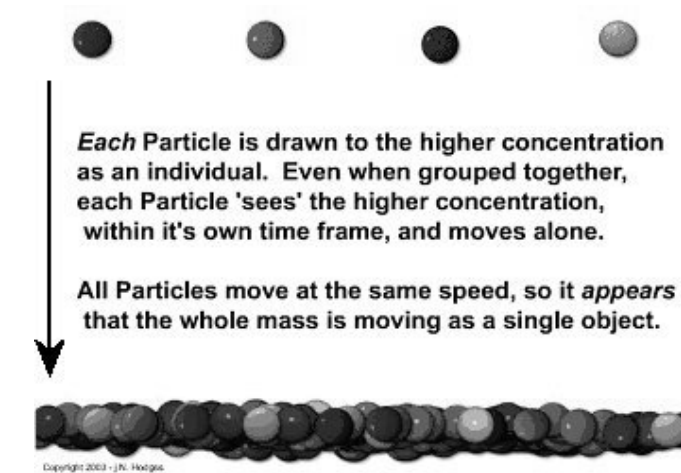 Each Particle is drawn to the higher concentration
as an individual. Even when grouped together,
each Particle 'sees' the higher concentration,
within it's own time frame, and moves alone.
All Particles move at the same speed, so it appears
that the whole mass is moving as a single object.
Copyright 2003 - j.N. Hodges